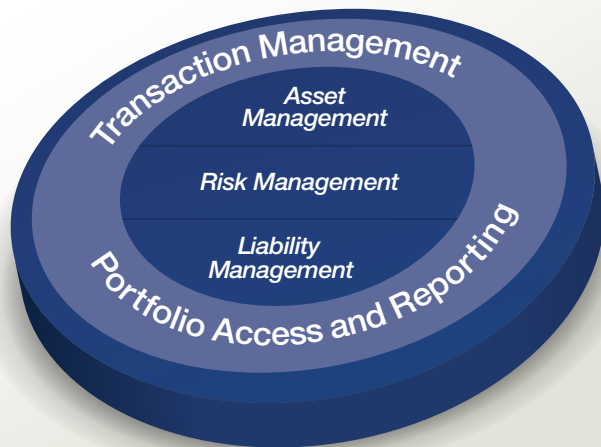 Transaction Management
Asset
Management
Risk Management
Liability
Management
Portfolio Access and Reporting